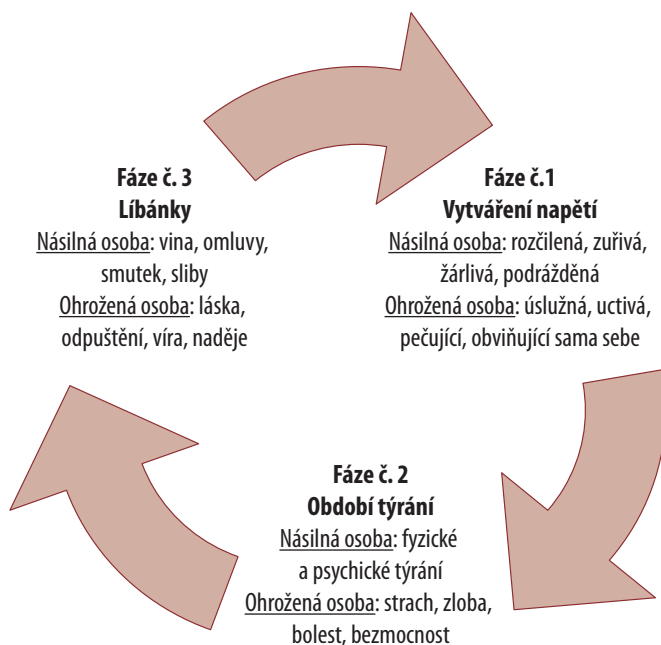 Fáze č. 3
Líbánky
Násilná osoba: vina, omluvy,
smutek, sliby
Ohrožená osoba: láska,
odpuštění, víra, naděje
Fáze č.1
Vytváření napětí
Násilná osoba: rozčilená, zuřivá,
žárlivá, podrážděná
Ohrožená osoba: úslužná, uctivá,
pečující, obviňující sama sebe
Fáze č. 2
Období týrání
Násilná osoba: fyzické
a psychické týrání
Ohrožená osoba: strach, zloba,
bolest, bezmocnost